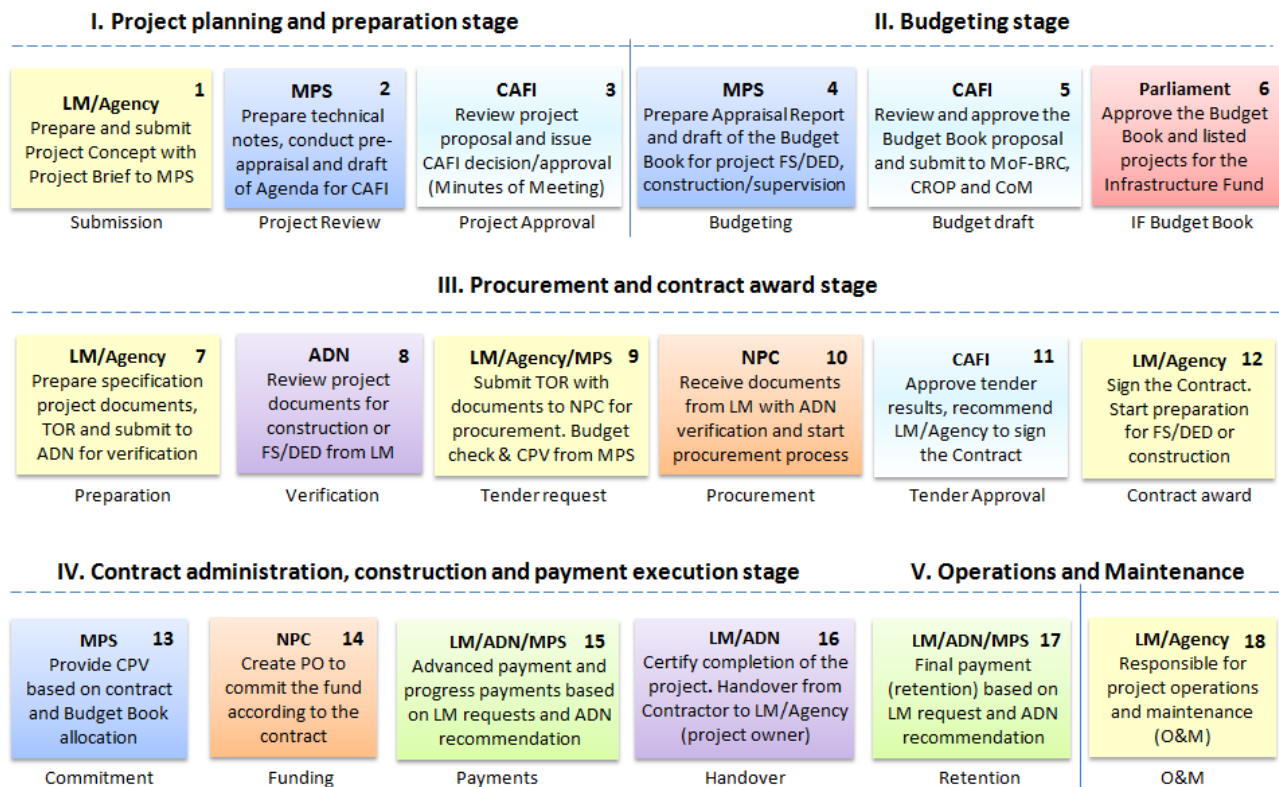 I. Project planning and preparation stage
II. Budgeting stage
LM/Agency 1
Prepare and submit
Project Concept with
Project Brief to MPS
Submission
MPS 2
Prepare technical
notes, conduct pre-
appraisal and draft
of Agenda for CAFI
Project Review
CAFI 3
Review project
proposal and issue
CAFI decision/approval
(Minutes of Meeting)
Project Approval
MPS 4
Prepare Appraisal Report
and draft of the Budget
Book for project FS/DED,
construction/supervision
Budgeting
CAFI 5
Review and approve the
Budget Book proposal
and submit to MoF-BRC,
CROP and CoM
Budget draft
Parliament 6
Approve the Budget
Book and listed
projects for the
Infrastructure Fund
IF Budget Book
III. Procurement and contract award stage
LM/Agency 7
Prepare specification
project documents,
TOR and submit to
ADN for verification
Preparation
ADN 8
Review project
documents for
construction or
FS/DED from LM
Verification
LM/Agency/MPS 9
Submit TOR with
documents to NPC for
procurement. Budget
check & CPV from MPS
Tender request
NPC 10
Receive documents
from LM with ADN
verification and start
procurement process
Procurement
CAFI 11
Approve tender
results, recommend
LM/Agency to sign
the Contract
Tender Approval
LM/Agency 12
Sign the Contract.
Start preparation
for FS/DED or
construction
Contract award
IV. Contract administration, construction and payment execution stage
V. Operations and Maintenance
MPS 13
Provide CPV
based on contract
and Budget Book
allocation
Commitment
NPC 14
Create PO to
commit the fund
according to the
contract
Funding
LM/ADN/MPS 15
Advanced payment and
progress payments based
on LM requests and ADN
recommendation
Payments
LM/ADN 16
Certify completion of the
project. Handover from
Contractor to LM/Agency
(project owner)
Handover
LM/ADN/MPS 17
Final payment
(retention) based on
LM request and ADN
recommendation
Retention
LM/Agency 18
Responsible for
project operations
and maintenance
(O&M)
O&M